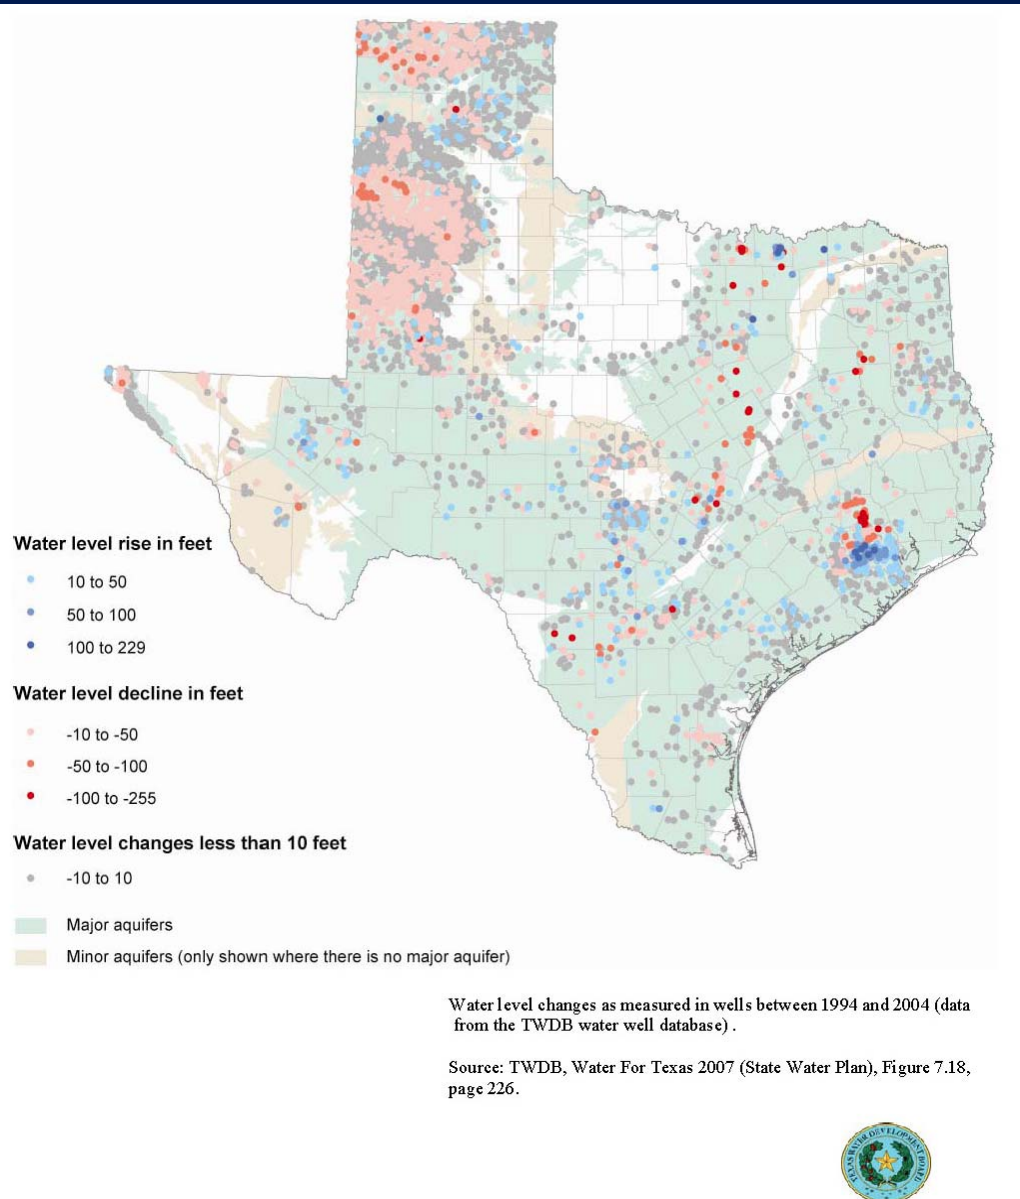 Water level rise in feet
10 to 50
50 to 100
100 to 229
Water level decline in feet
-10 to -50
-50 to -100
-100 to -255
Water level changes less than 10 feet
-10 to 10
Major aquifers
Minor aquifers (only shown where there is no major aquifer)
Water level changes as measured in wells between 1994 and 2004 (data
from the TWDB water well database) .
Source: TWDB, Water For Texas 2007 (State Water Plan), Figure 7.18,
page 226.
TEXAS WATER DEVELOPMENT BOARD